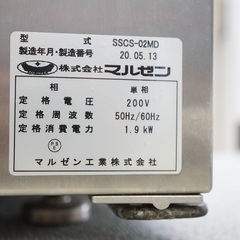 型 式 SSCS-02MD
製造年月・製造番号 20.05.13
株式会社 マルゼン
相 単相
定格電圧 200V
定格周波数 50Hz/60Hz
定格消費電力 1.9 kW
マルゼン工業株式会社